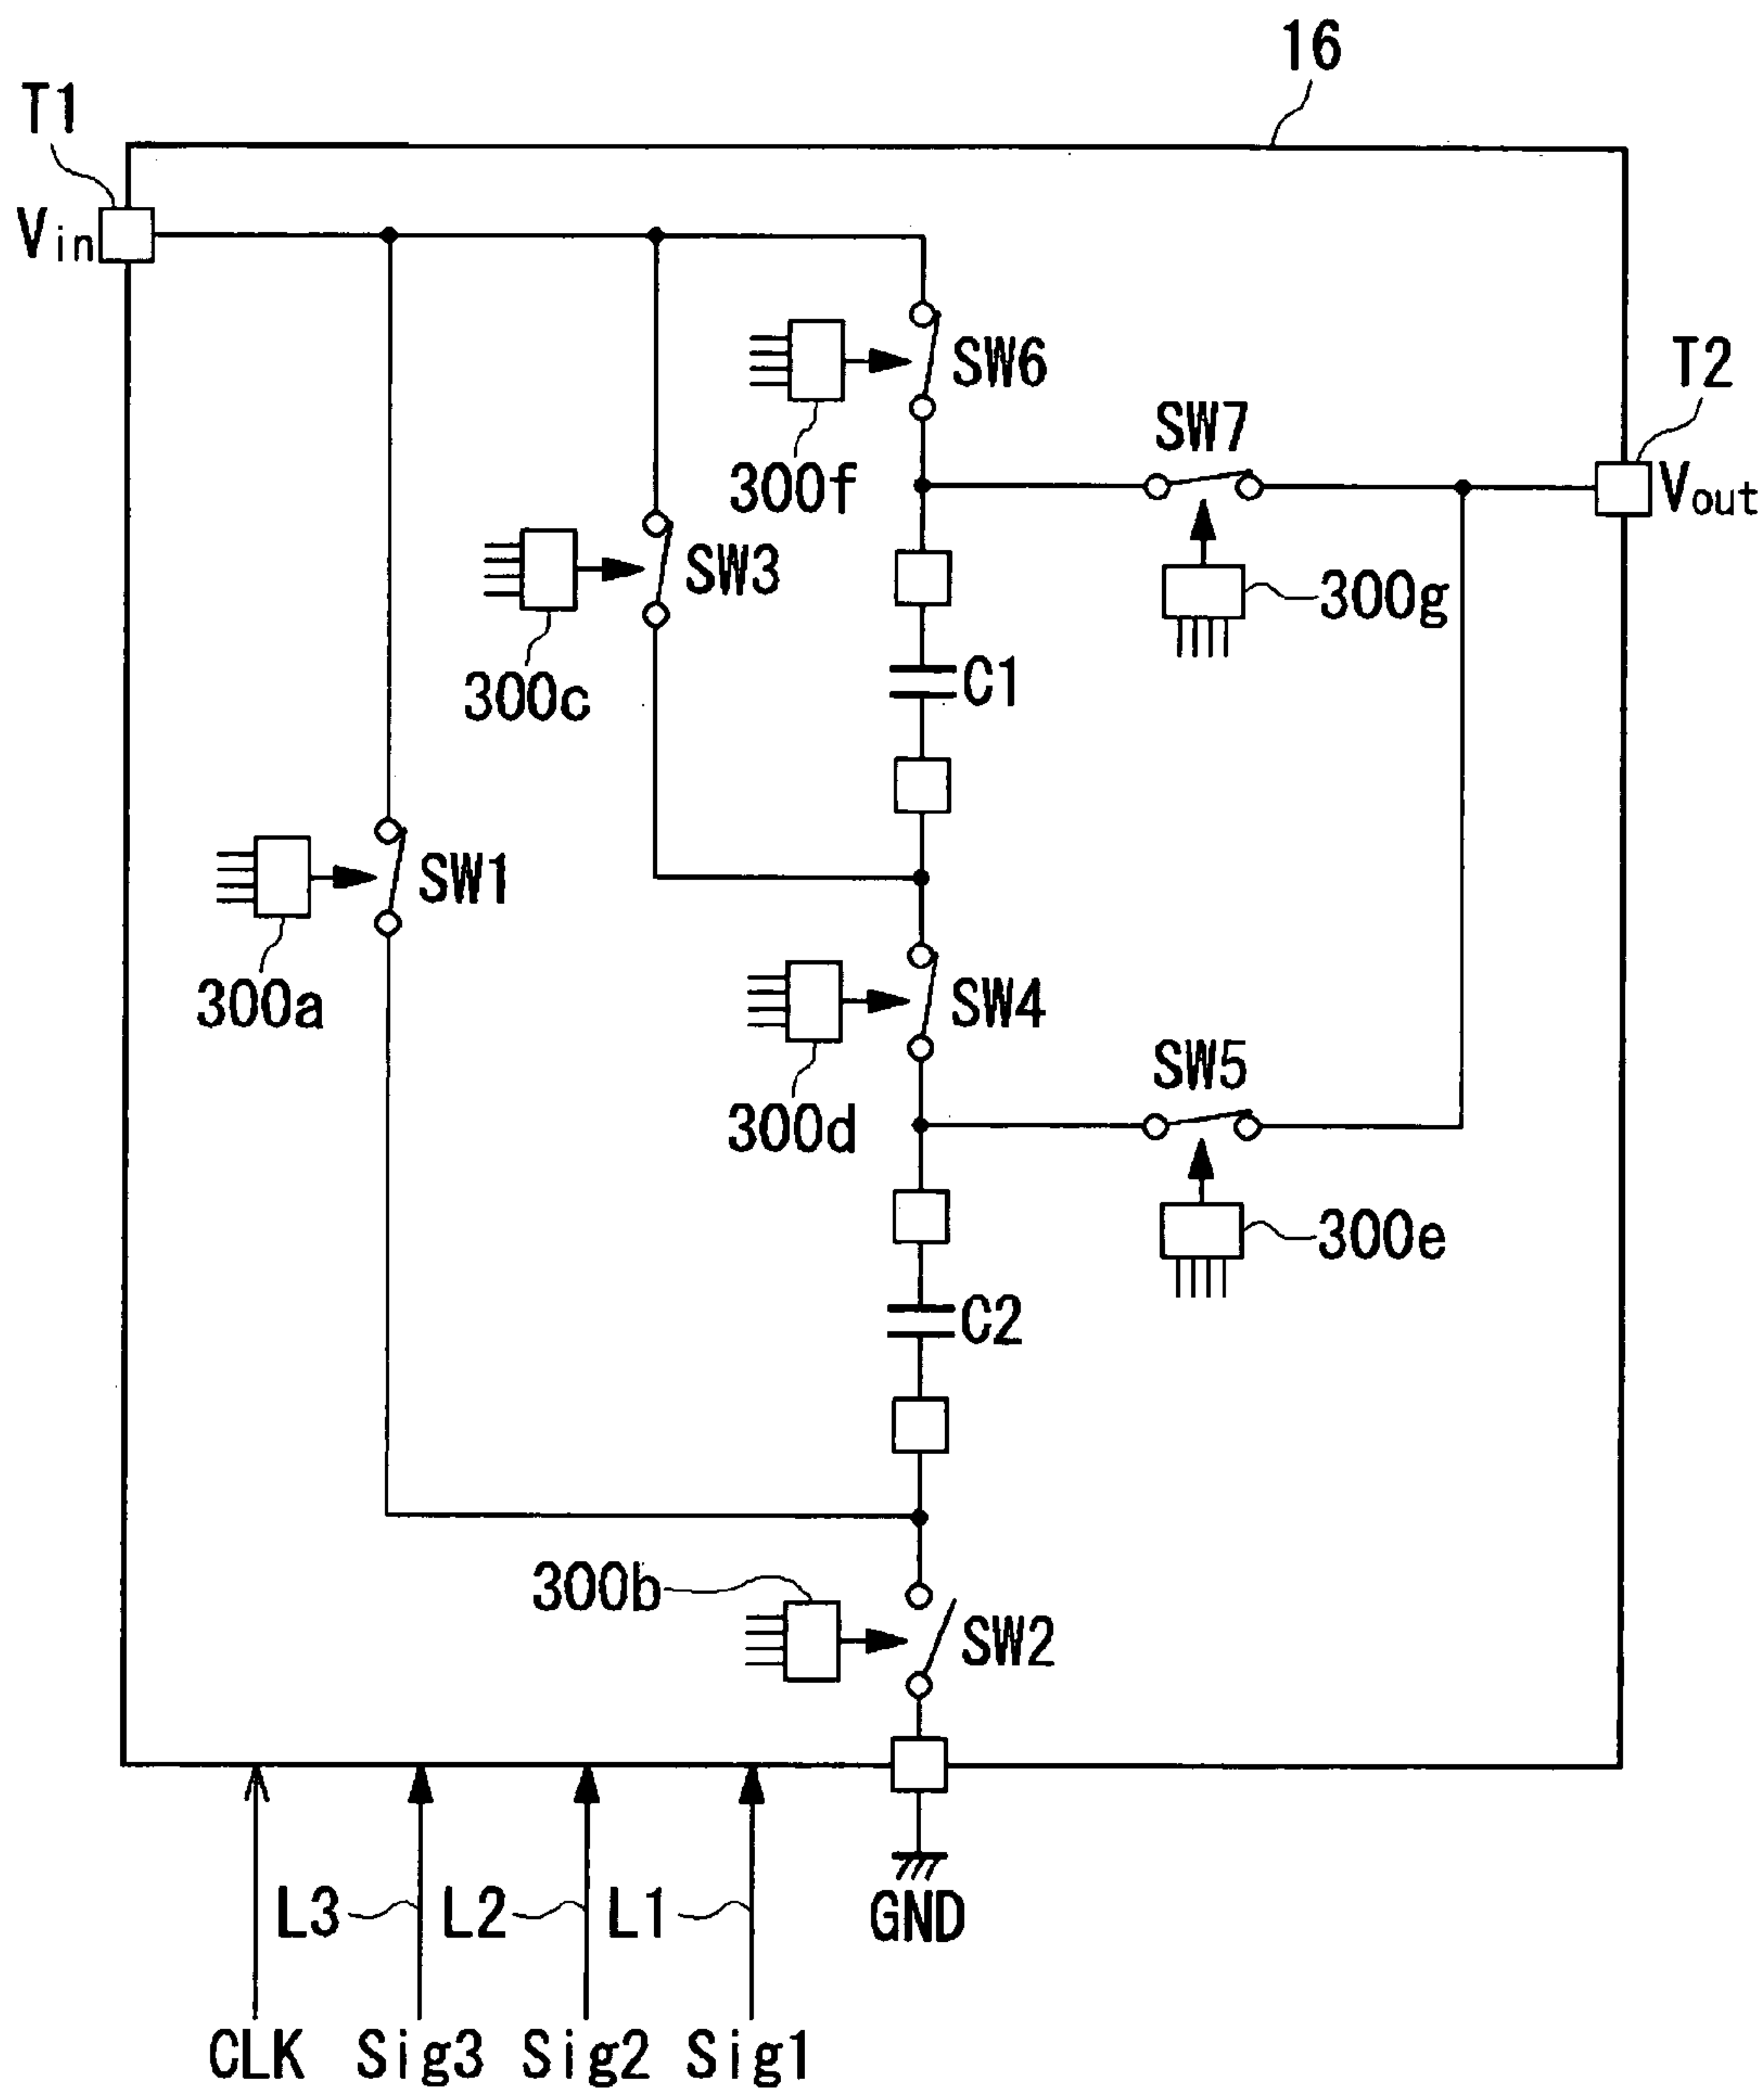 16
T1
Vin
SW6
T2
SW7
300f
Vout
SW3
300g
300c
C1
SW1
300a
SW4
SW5
300d
300e
C2
300b
SW2
L3
L2
L1
GND
CLK
Sig3
Sig2
Sig1